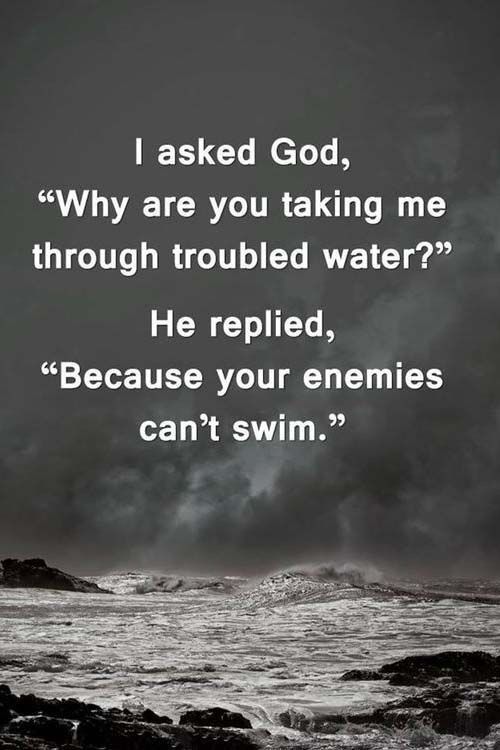 I asked God,
“Why are you taking me
through troubled water?”
He replied,
“Because your enemies
can’t swim.”